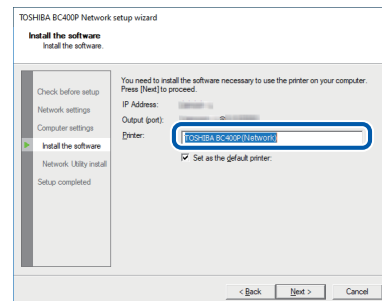 TOSHIBA BC400P Network setup wizard
Install the software
Install the software.
Check before setup
Network settings
Computer settings
Install the software
Network Utility install
Setup completed
You need to install the software necessary to use the printer on your computer.
Press [Next] to proceed.
IP Address:
Output (port):
Printer:
TOSHIBA BC400P(Network)
Set as the default printer:
< Back
Next >
Cancel